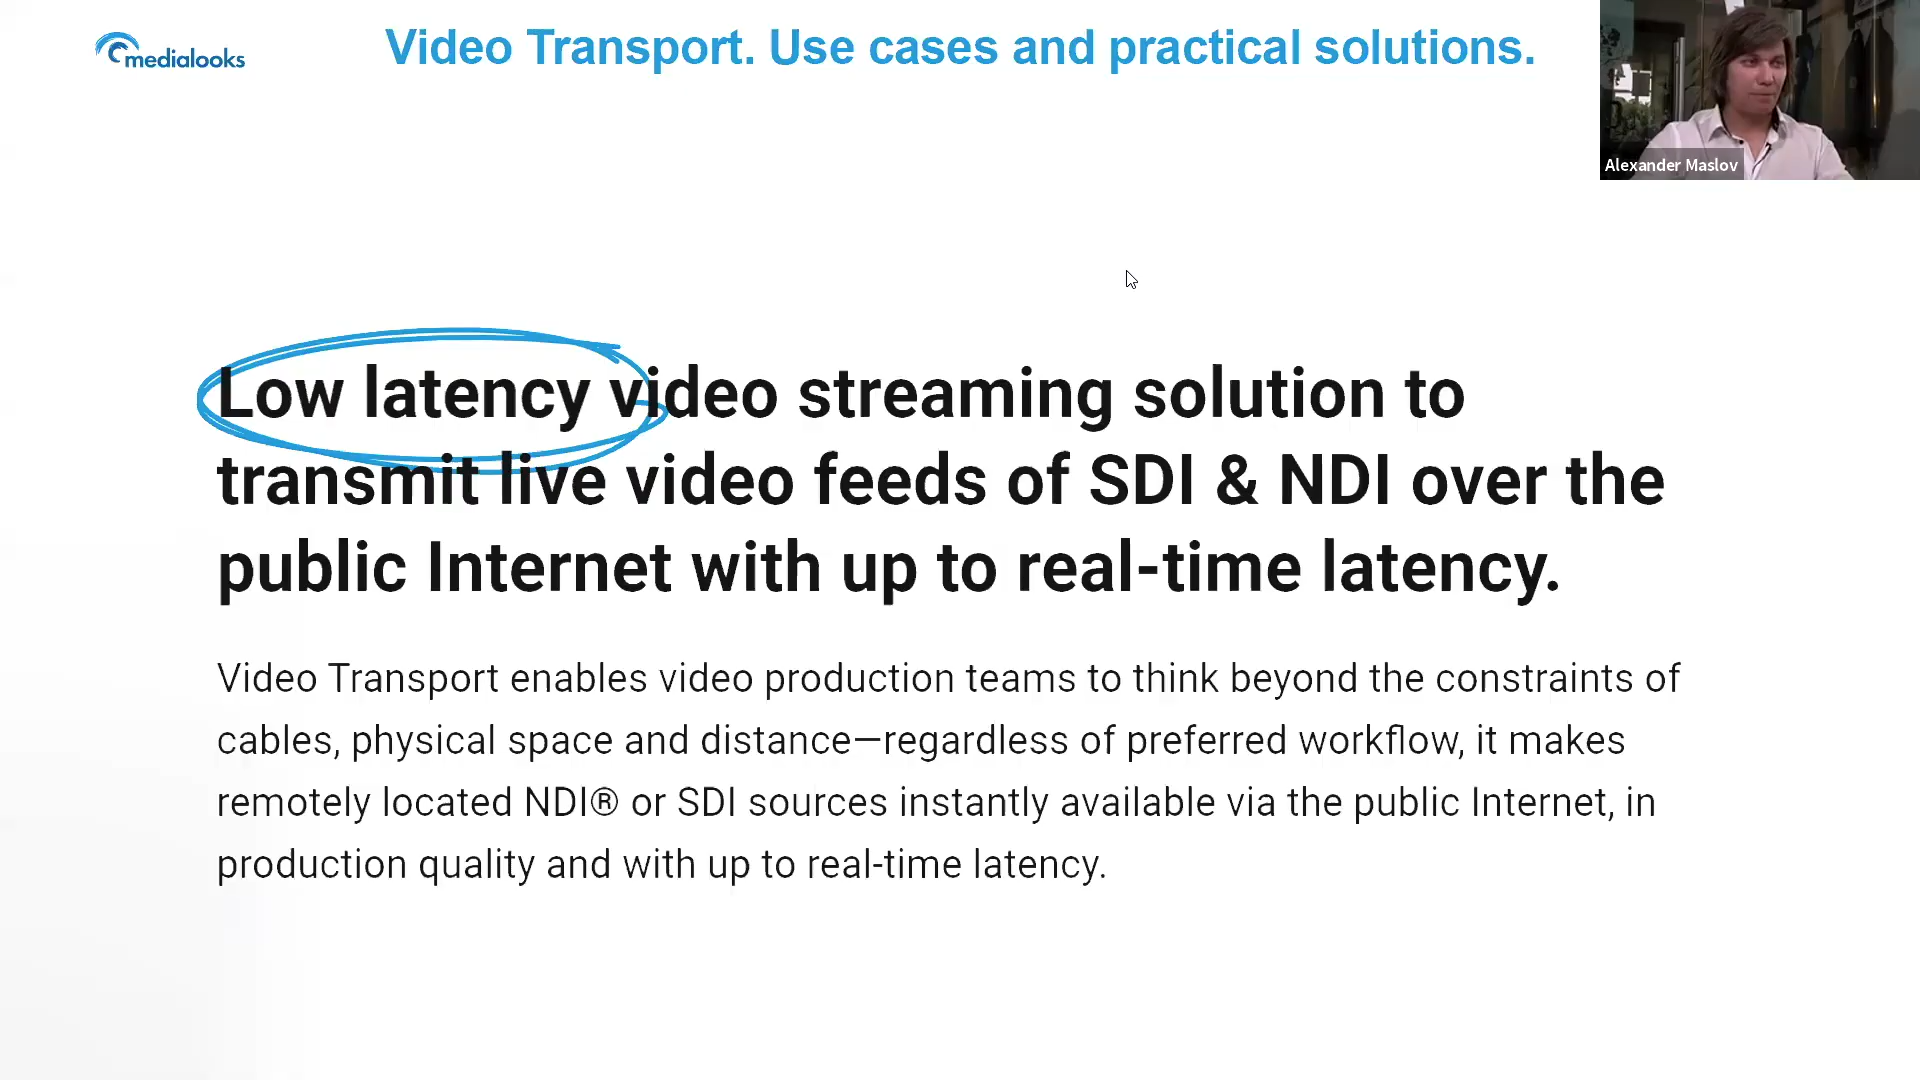 medialooks
Video Transport. Use cases and practical solutions.
Alexander Maslov
Low latency video streaming solution to
transmit live video feeds of SDI & NDI over the
public Internet with up to real-time latency.
Video Transport enables video production teams to think beyond the constraints of
cables, physical space and distance—regardless of preferred workflow, it makes
remotely located NDI® or SDI sources instantly available via the public Internet, in
production quality and with up to real-time latency.